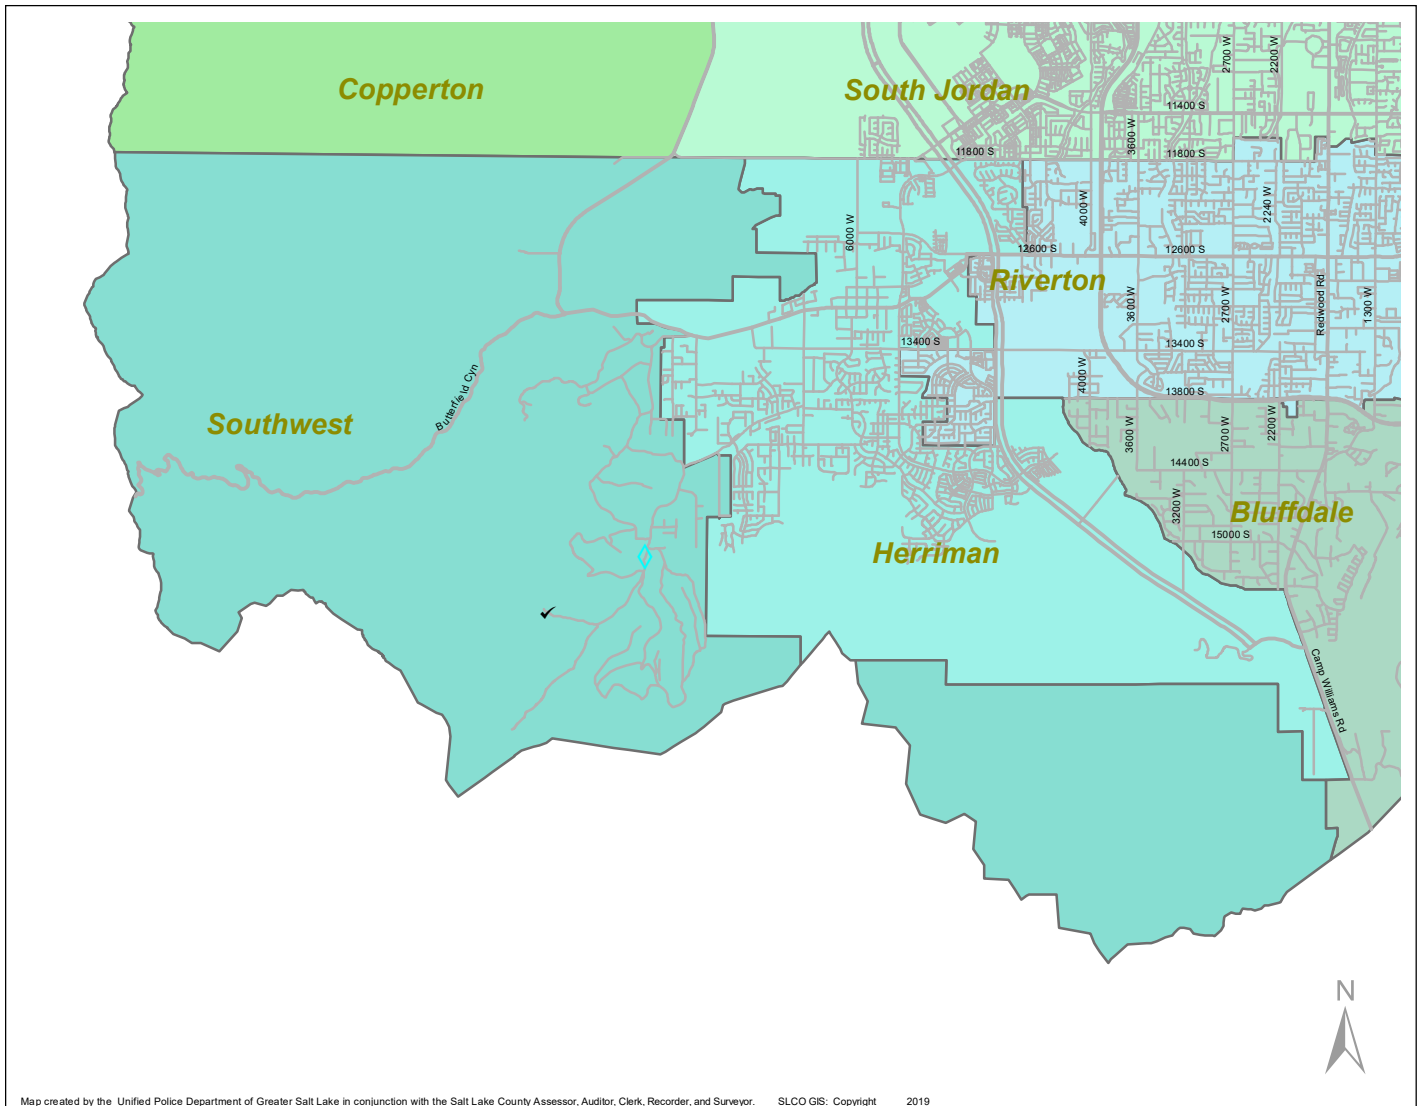 2700 W
2200 W
Copperton
South Jordan
11400 S
3600 W
11800 S
11800 S
4000 W
2240 W
6000 W
12600 S
12600 S
Riverton
3600 W
2700 W
Redwood Rd
1300 W
13400 S
13400 S
4000 W
13800 S
Butterfield Cyn
Southwest
3600 W
2700 W
2200 W
14400 S
3200 W
Bluffdale
15000 S
Herriman
Camp Williams Rd
N
Map created by the Unified Police Department of Greater Salt Lake in conjunction with the Salt Lake County Assessor, Auditor, Clerk, Recorder, and Surveyor. SLCO GIS: Copyright 2019